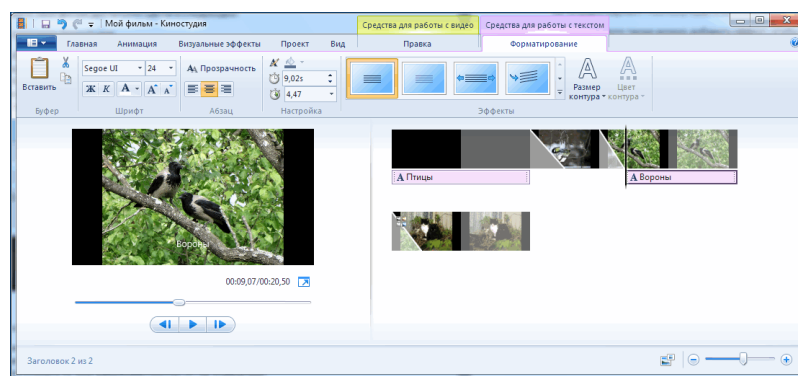 Мой фильм - Киностудия
Средства для работы с видео
Средства для работы с текстом
Главная
Анимация
Визуальные эффекты
Проект
Вид
Правка
Форматирование
Вставить
Segoe UI
24
Ж К А А А
Буфер
Шрифт
АА Прозрачность
Абзац
9,02s
4,47
Настройка
Эффекты
Размер контура
Цвет контура
А Птицы
А Вороны
Вороны
00:09,07/00:20,50
Заголовок 2 из 2